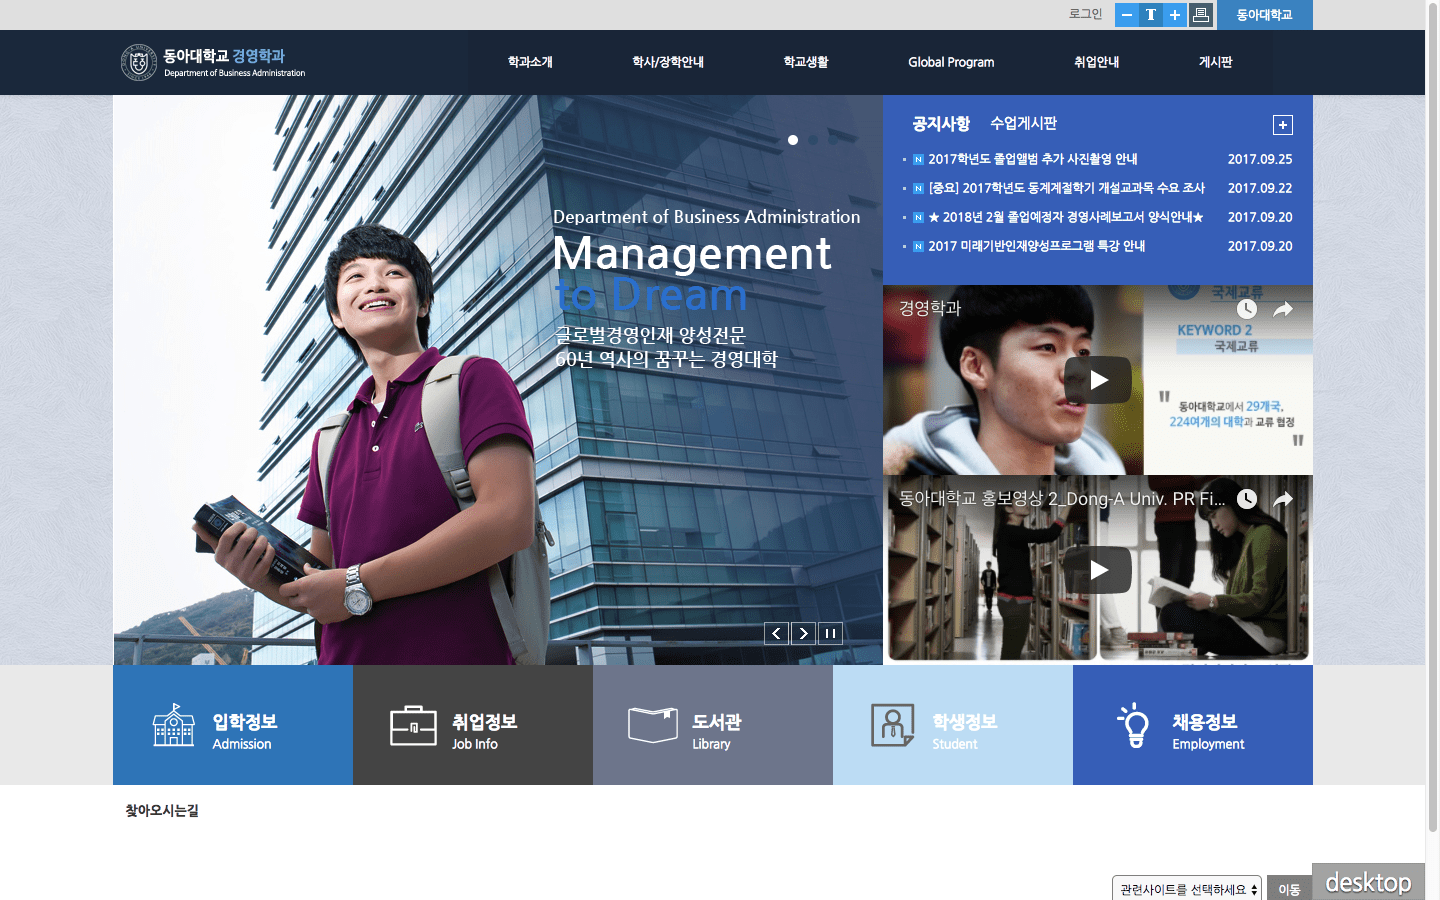 로그인
T
동아대학교
동아대학교 경영학과
Department of Business Administration
학과소개
학사/장학안내
학교생활
Global Program
취업안내
게시판
Department of Business Administration
Management
to Dream
글로벌경영인재 양성전문
60년 역사의 꿈꾸는 경영대학
공지사항 수업게시판
N 2017학년도 졸업앨범 추가 사진촬영 안내 2017.09.25
N [중요] 2017학년도 동계계절학기 개설교과목 수요 조사 2017.09.22
N ★ 2018년 2월 졸업예정자 경영사례보고서 양식안내★ 2017.09.20
N 2017 미래기반인재양성프로그램 특강 안내 2017.09.20
경영학과
국제교류
KEYWORD 2
국제교류
"동아대학교에서 29개국,
224여개의 대학과 교류 협정"
동아대학교 홍보영상 2_Dong-A Univ. PR Fi...
입학정보
Admission
취업정보
Job Info
도서관
Library
학생정보
Student
채용정보
Employment
찾아오시는길
관련사이트를 선택하세요
이동
desktop